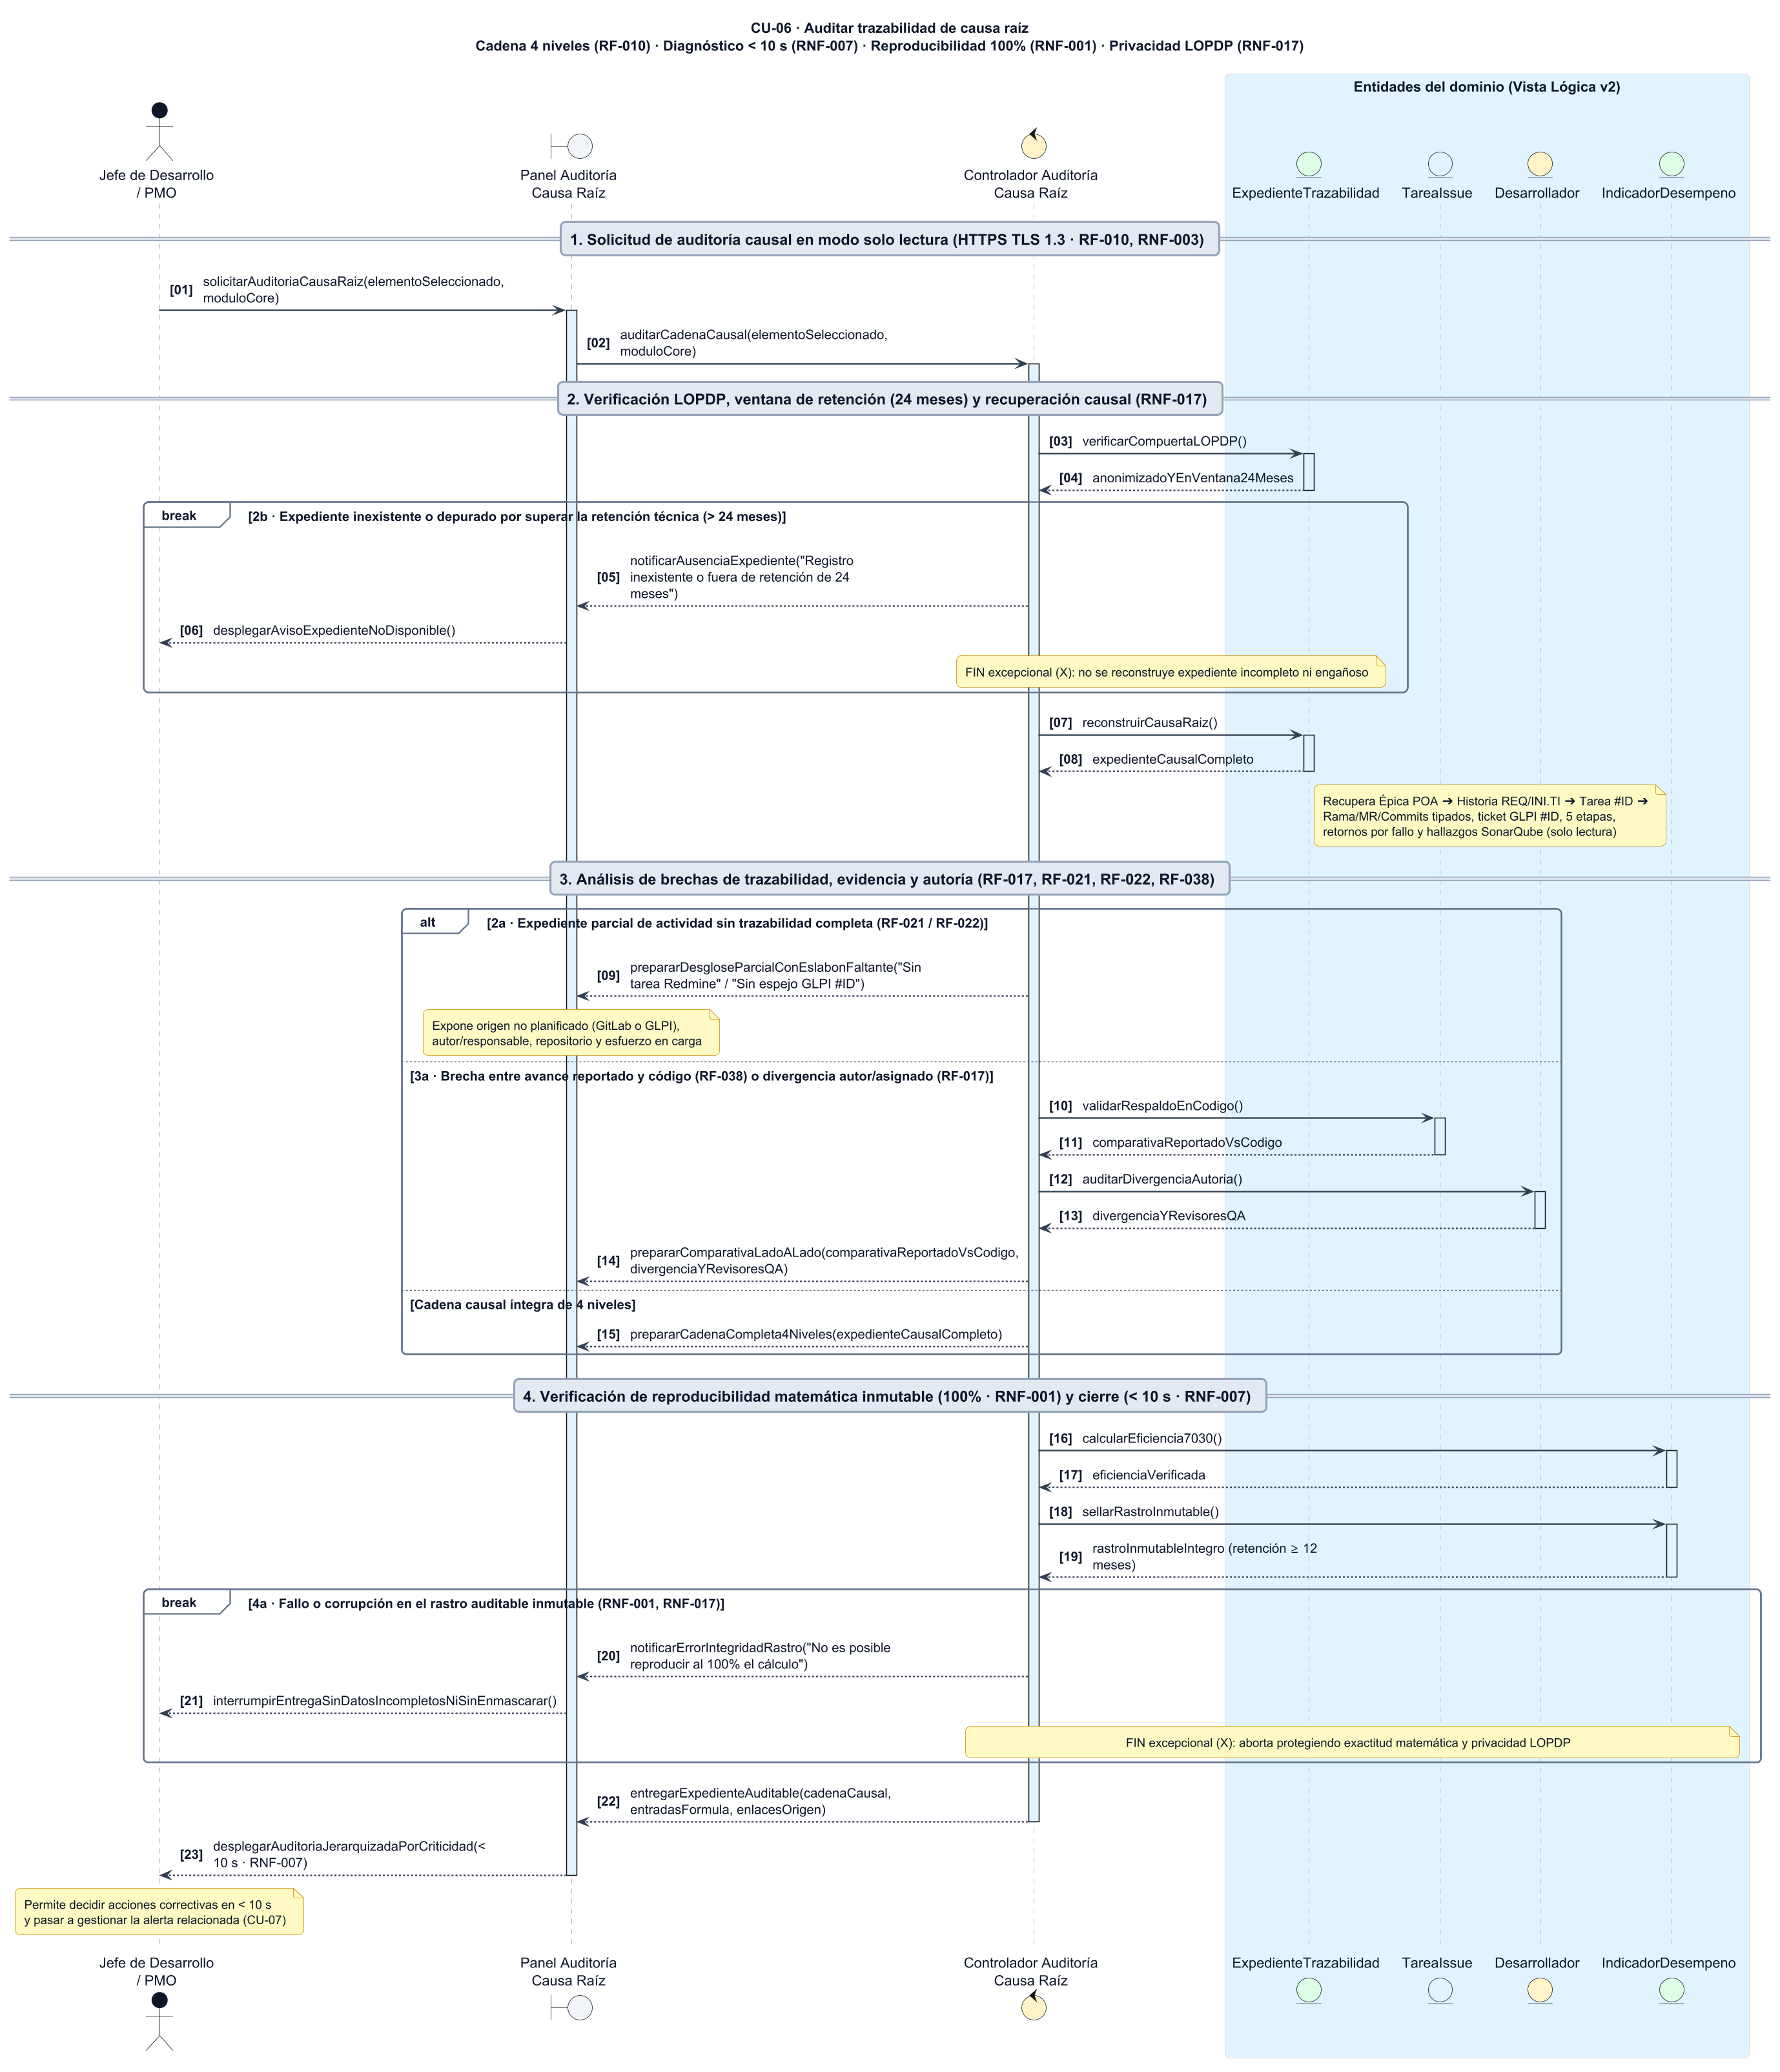 CU-06 · Auditar trazabilidad de causa raíz
Cadena 4 niveles (RF-010) · Diagnóstico < 10 s (RNF-007) · Reproducibilidad 100% (RNF-001) · Privacidad LOPDP (RNF-017)
Entidades del dominio (Vista Lógica v2)
Jefe de Desarrollo
/ PMO
Panel Auditoría
Causa Raíz
Controlador Auditoría
Causa Raíz
ExpedienteTrazabilidad
TareaIssue
Desarrollador
IndicadorDesempeno
1. Solicitud de auditoría causal en modo solo lectura (HTTPS TLS 1.3 · RF-010, RNF-003)
[01] solicitarAuditoriaCausaRaiz(elementoSeleccionado,
moduloCore)
[02] auditarCadenaCausal(elementoSeleccionado,
moduloCore)
2. Verificación LOPDP, ventana de retención (24 meses) y recuperación causal (RNF-017)
[03] verificarCompuertaLOPDP()
[04] anonimizadoYEnVentana24Meses
break [2b · Expediente inexistente o depurado por superar la retención técnica (> 24 meses)]
[05] notificarAusenciaExpediente("Registro
inexistente o fuera de retención de 24
meses")
[06] desplegarAvisoExpedienteNoDisponible()
FIN excepcional (X): no se reconstruye expediente incompleto ni engañoso
[07] reconstruirCausaRaiz()
[08] expedienteCausalCompleto
Recupera Épica POA ➔ Historia REQ/INI.TI ➔ Tarea #ID ➔
Rama/MR/Commits tipados, ticket GLPI #ID, 5 etapas,
retornos por fallo y hallazgos SonarQube (solo lectura)
3. Análisis de brechas de trazabilidad, evidencia y autoría (RF-017, RF-021, RF-022, RF-038)
alt [2a · Expediente parcial de actividad sin trazabilidad completa (RF-021 / RF-022)]
[09] prepararDesgloseParcialConEslabonFaltante("Sin
tarea Redmine" / "Sin espejo GLPI #ID")
Expone origen no planificado (GitLab o GLPI),
autor/responsable, repositorio y esfuerzo en carga
[3a · Brecha entre avance reportado y código (RF-038) o divergencia autor/asignado (RF-017)]
[10] validarRespaldoEnCodigo()
[11] comparativaReportadoVsCodigo
[12] auditarDivergenciaAutoria()
[13] divergenciaYRevisoresQA
[14] prepararComparativaLadoALado(comparativaReportadoVsCodigo,
divergenciaYRevisoresQA)
[Cadena causal íntegra de 4 niveles]
[15] prepararCadenaCompleta4Niveles(expedienteCausalCompleto)
4. Verificación de reproducibilidad matemática inmutable (100% · RNF-001) y cierre (< 10 s · RNF-007)
[16] calcularEficiencia7030()
[17] eficienciaVerificada
[18] sellarRastroInmutable()
[19] rastroInmutableIntegro (retención ≥ 12
meses)
break [4a · Fallo o corrupción en el rastro auditable inmutable (RNF-001, RNF-017)]
[20] notificarErrorIntegridadRastro("No es posible
reproducir al 100% el cálculo")
[21] interrumpirEntregaSinDatosIncompletosNiSinEnmascarar()
FIN excepcional (X): aborta protegiendo exactitud matemática y privacidad LOPDP
[22] entregarExpedienteAuditable(cadenaCausal,
entradasFormula, enlacesOrigen)
[23] desplegarAuditoriaJerarquizadaPorCriticidad(<
10 s · RNF-007)
Permite decidir acciones correctivas en < 10 s
y pasar a gestionar la alerta relacionada (CU-07)
Jefe de Desarrollo
/ PMO
Panel Auditoría
Causa Raíz
Controlador Auditoría
Causa Raíz
ExpedienteTrazabilidad
TareaIssue
Desarrollador
IndicadorDesempeno